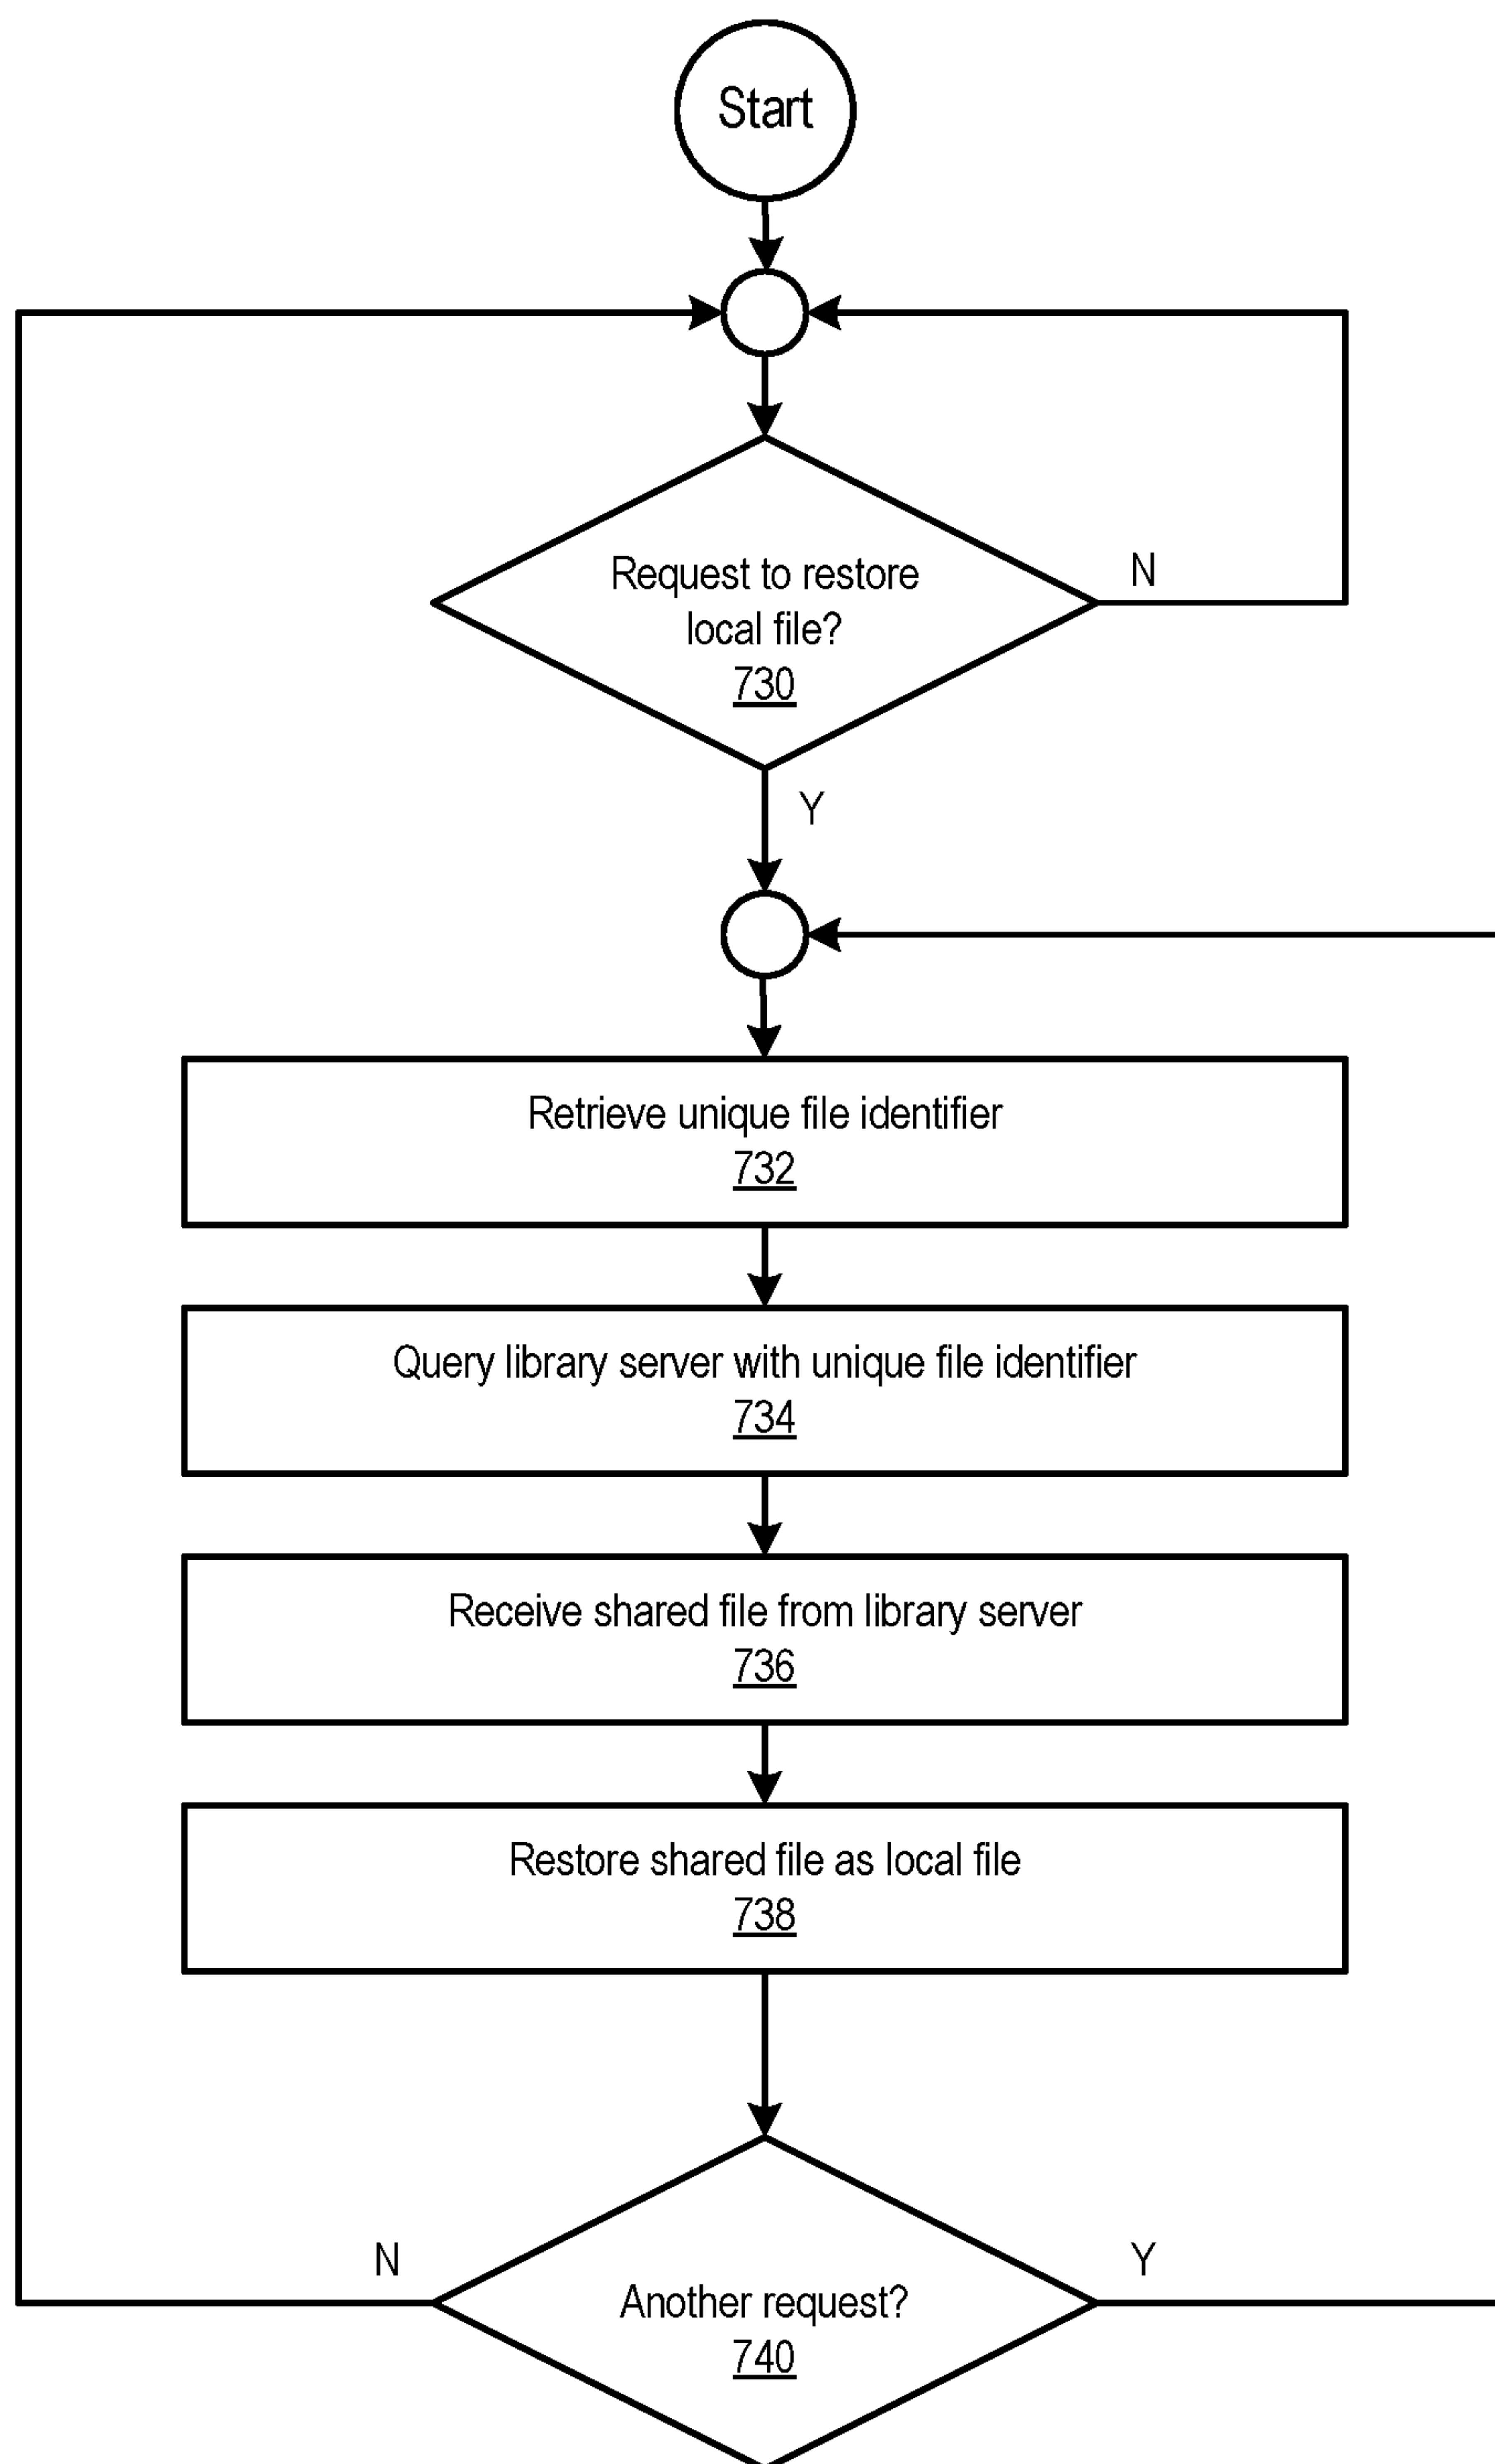 Start
Request to restore
local file?
730
N
Y
Retrieve unique file identifier
732
Query library server with unique file identifier
734
Receive shared file from library server
736
Restore shared file as local file
738
N
Y
Another request?
740